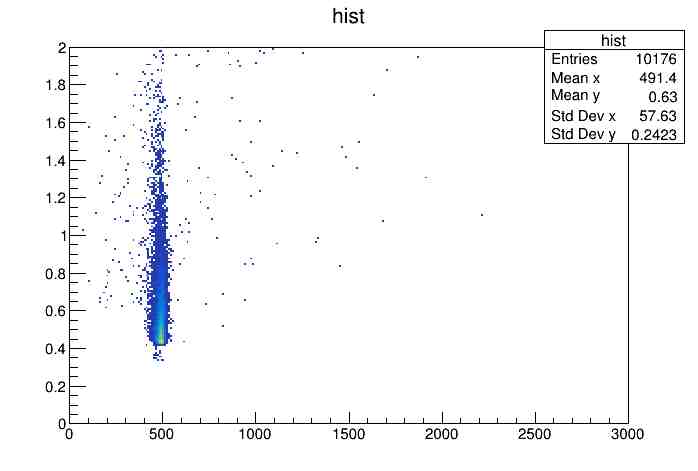 hist
hist
Entries 10176
Mean x 491.4
Mean y 0.63
Std Dev x 57.63
Std Dev y 0.2423
2
1.8
1.6
1.4
1.2
1
0.8
0.6
0.4
0.2
0
0 500 1000 1500 2000 2500 3000